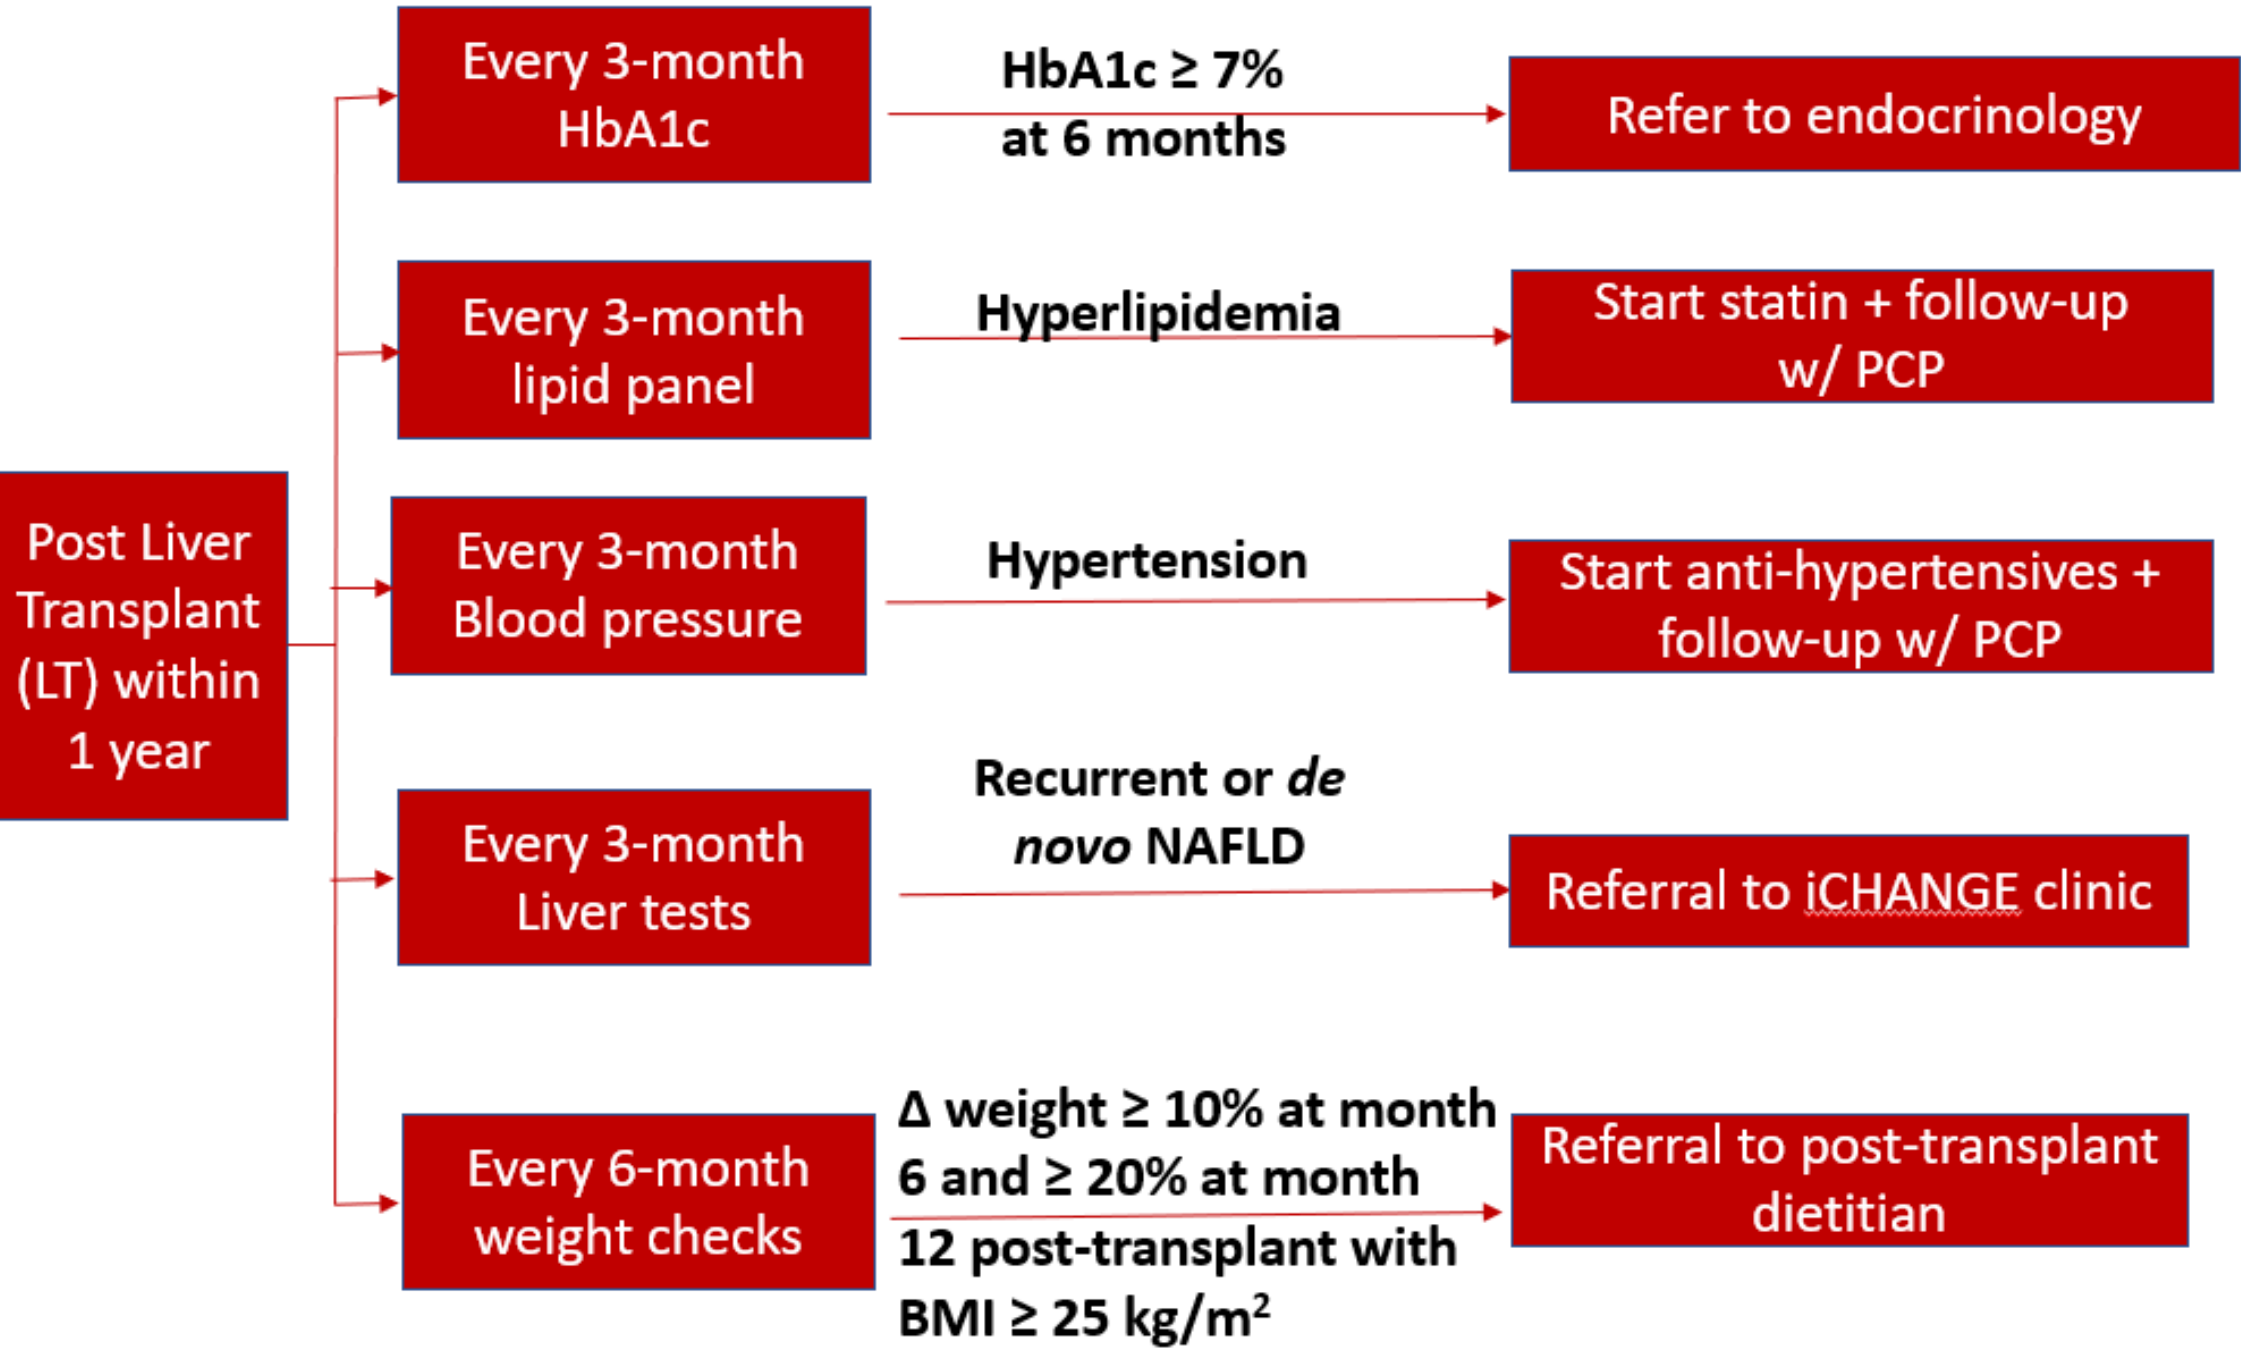 Post Liver
Transplant
(LT) within
1 year
Every 3-month
HbA1c
HbA1c ≥ 7%
at 6 months
Refer to endocrinology
Every 3-month
lipid panel
Hyperlipidemia
Start statin + follow-up
w/ PCP
Every 3-month
Blood pressure
Hypertension
Start anti-hypertensives +
follow-up w/ PCP
Every 3-month
Liver tests
Recurrent or de
novo NAFLD
Referral to iCHANGE clinic
Every 6-month
weight checks
Δ weight ≥ 10% at month
6 and ≥ 20% at month
12 post-transplant with
BMI ≥ 25 kg/m²
Referral to post-transplant
dietitian